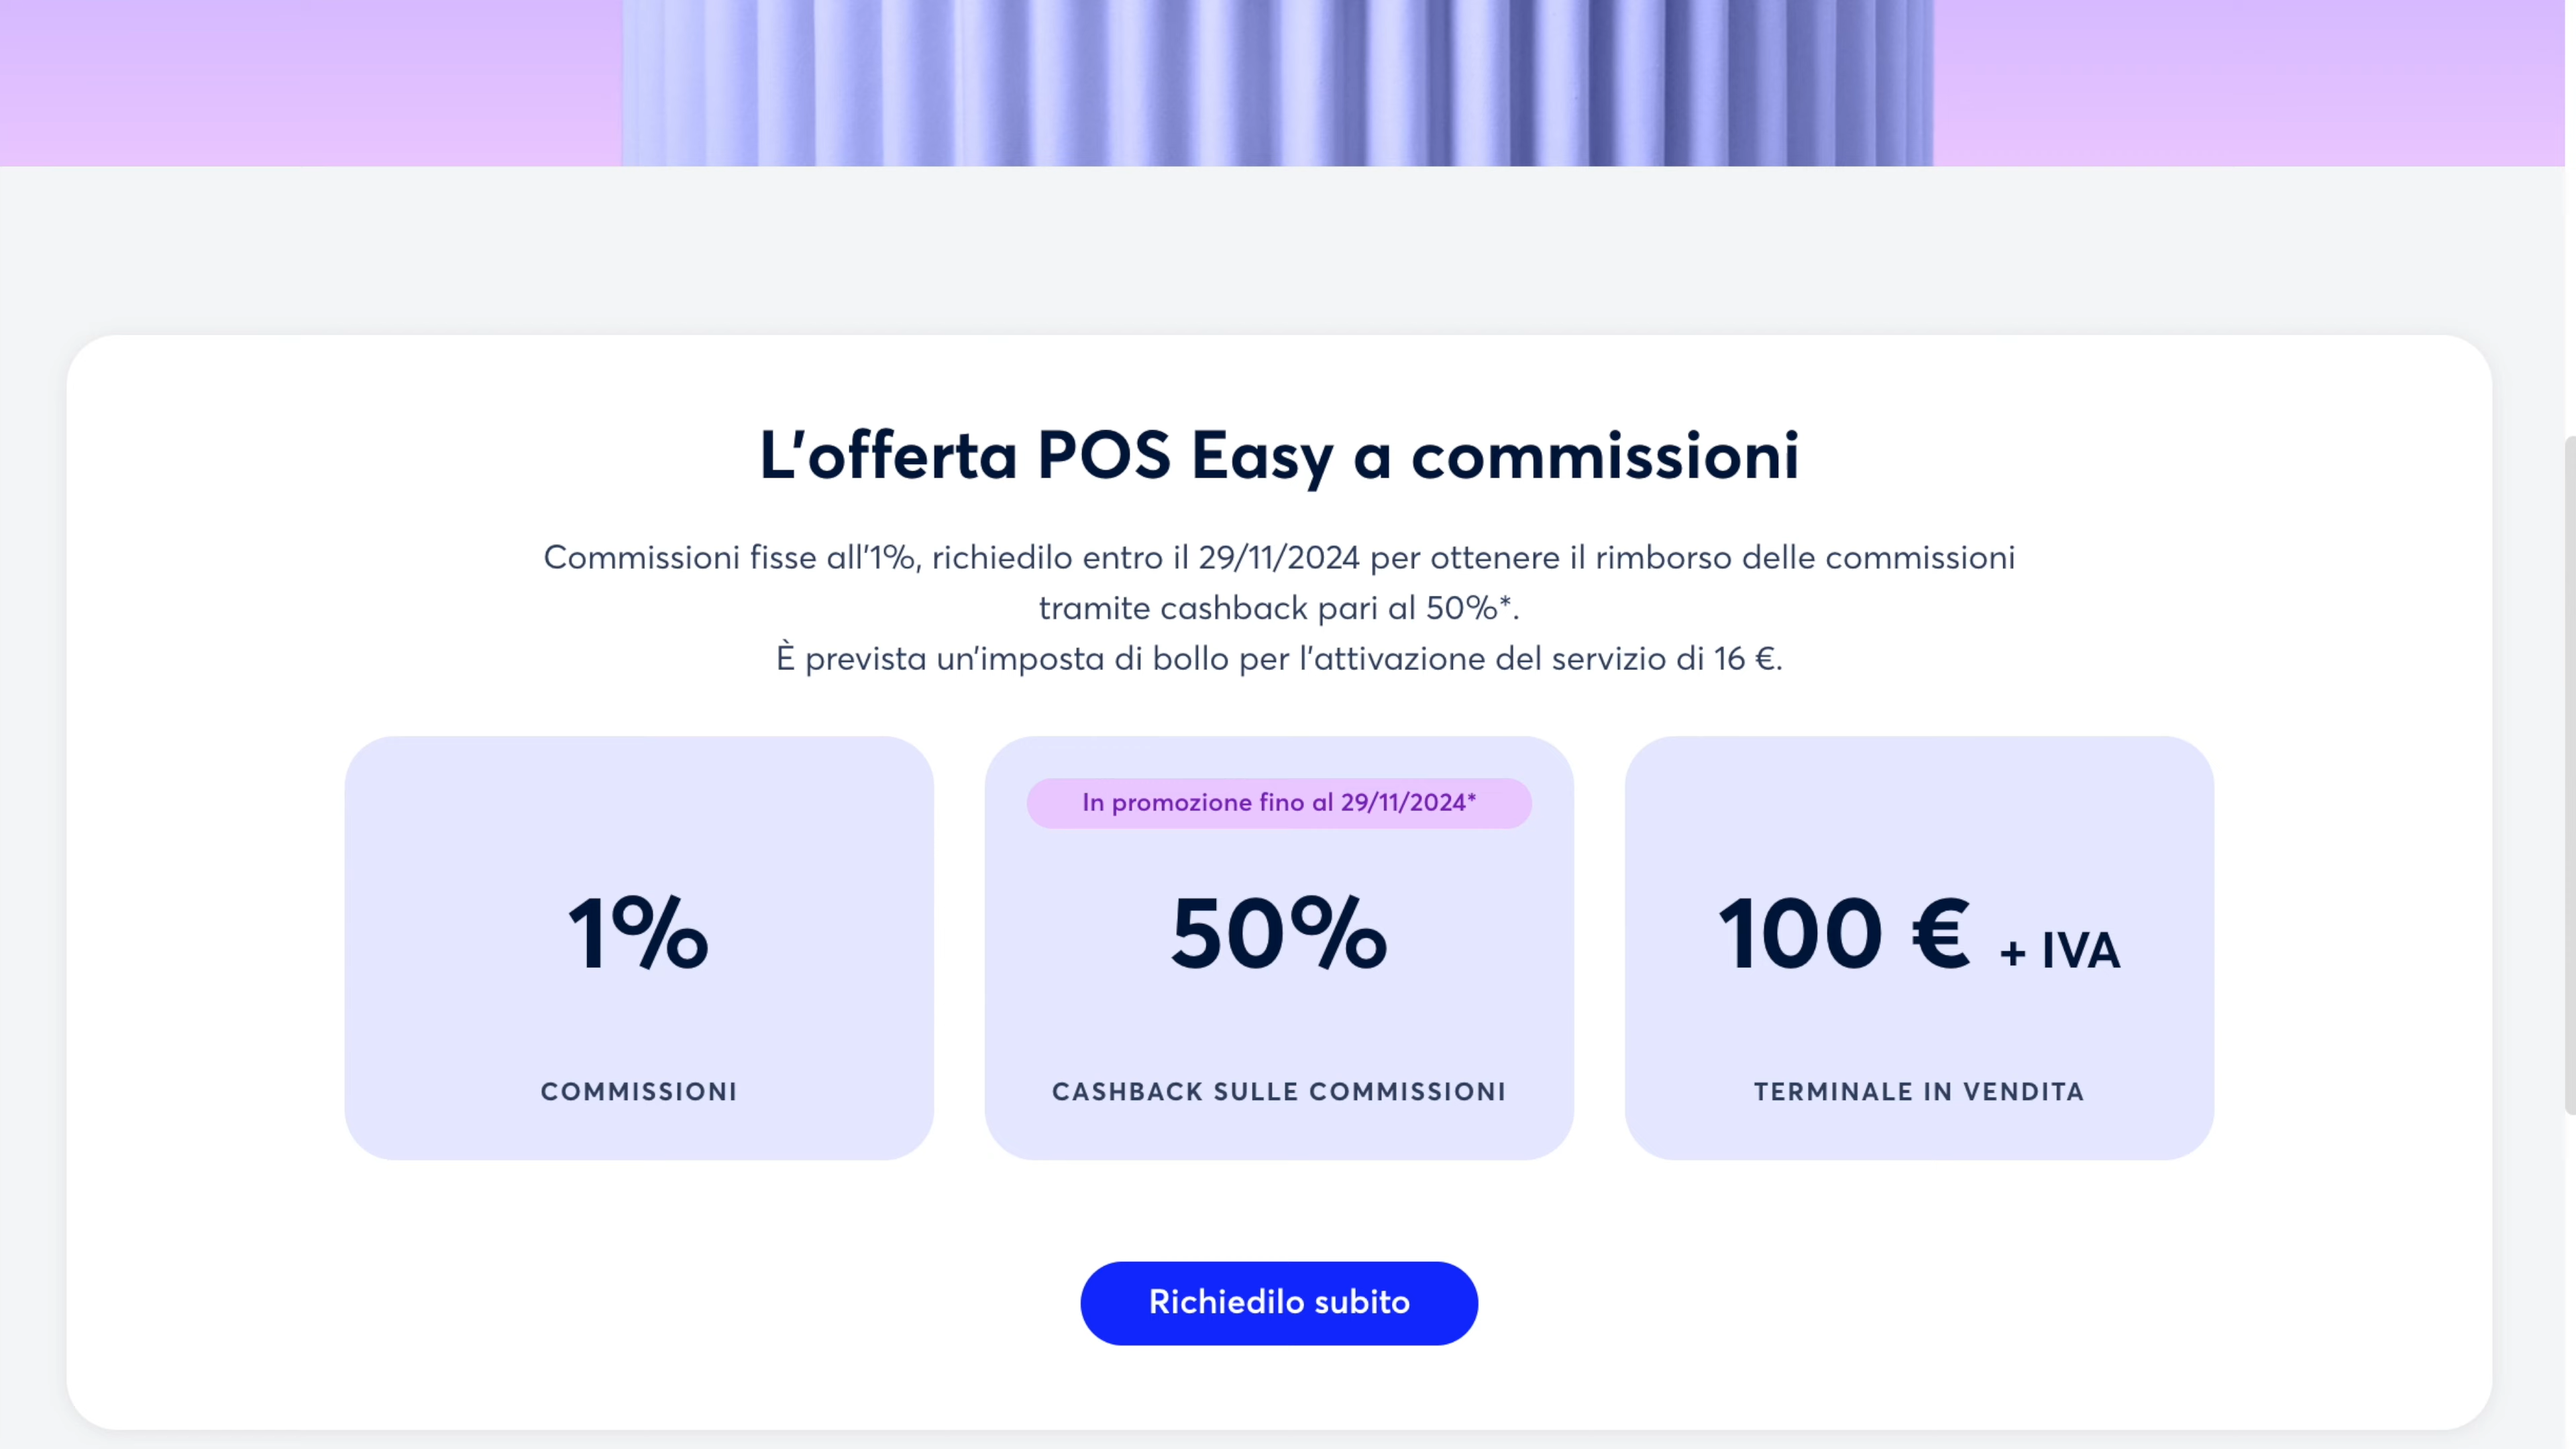 L'offerta POS Easy a commissioni
Commissioni fisse all'1%, richiedilo entro il 29/11/2024 per ottenere il rimborso delle commissioni
tramite cashback pari al 50%*.
È prevista un'imposta di bollo per l'attivazione del servizio di 16 €.
1%
COMMISSIONI
In promozione fino al 29/11/2024*
50%
CASHBACK SULLE COMMISSIONI
100 € + IVA
TERMINALE IN VENDITA
Richiedilo subito